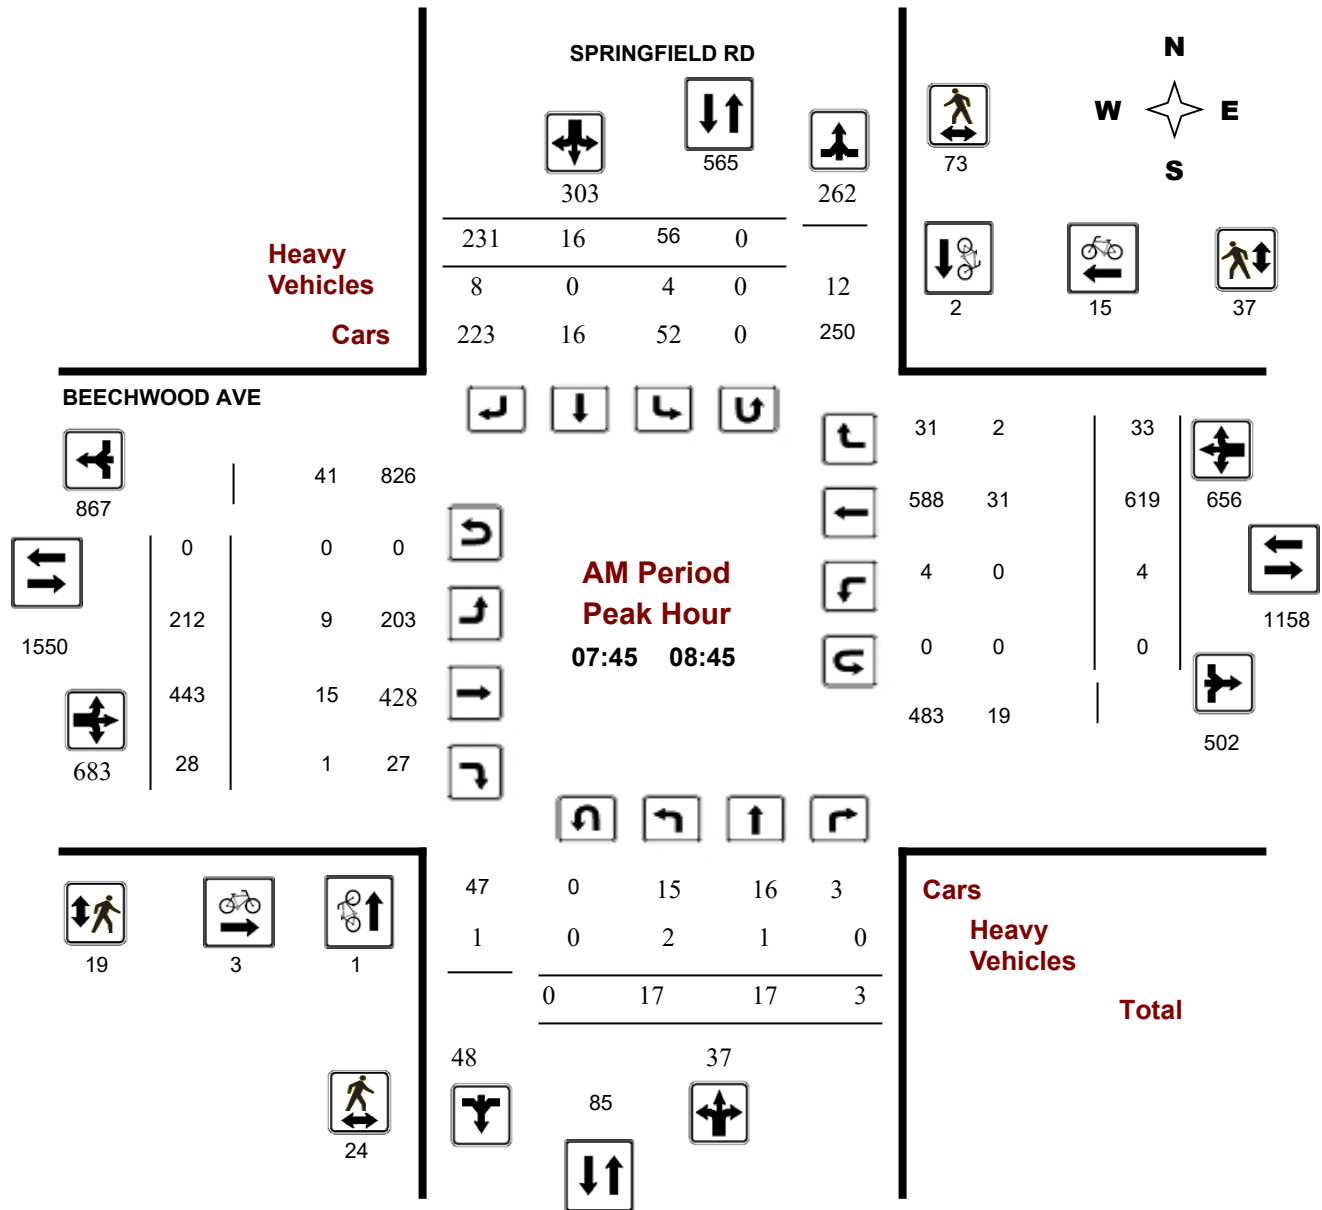 SPRINGFIELD RD
N
W E
S
565
73
303
262
231 16 56 0
Heavy
Vehicles
8 0 4 0 12
2 15 37
Cars
223 16 52 0 250
BEECHWOOD AVE
31 2 33
41 826
867
588 31 619 656
0 0 0
AM Period
4 0 4
Peak Hour
212 9 203
1158
1550
07:45 08:45
0 0 0
443 15 428
483 19
502
683
28 1 27
47 0 15 16 3
Cars
1 0 2 1 0
Heavy
Vehicles
19 3 1
0 17 17 3
Total
48 37
85
24